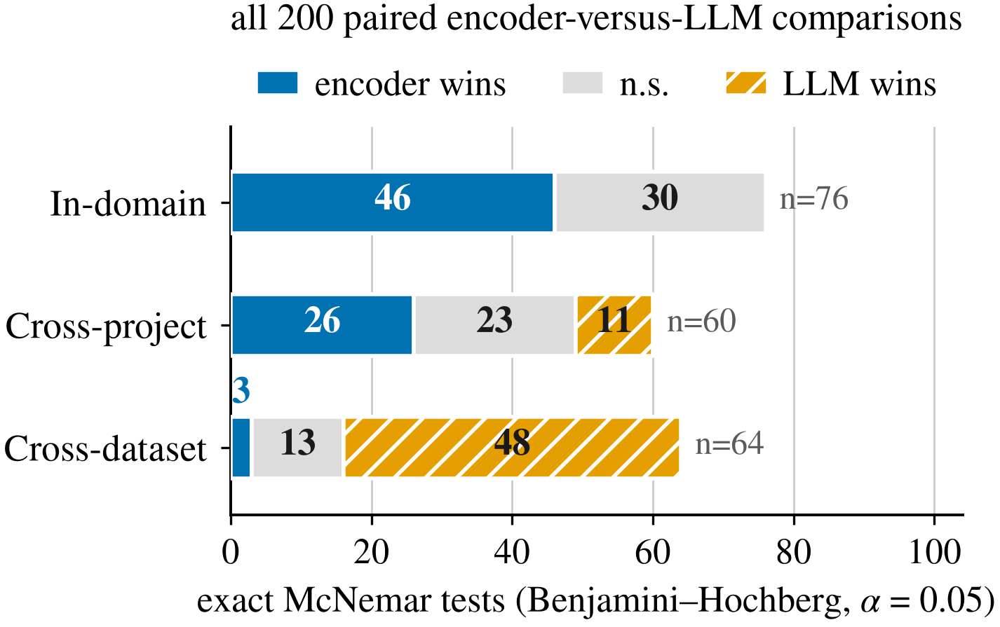 all 200 paired encoder-versus-LLM comparisons
encoder wins n.s. LLM wins
In-domain 46 30 n=76
Cross-project 26 23 11 n=60
3
Cross-dataset 13 48 n=64
0 20 40 60 80 100
exact McNemar tests (Benjamini–Hochberg, α = 0.05)